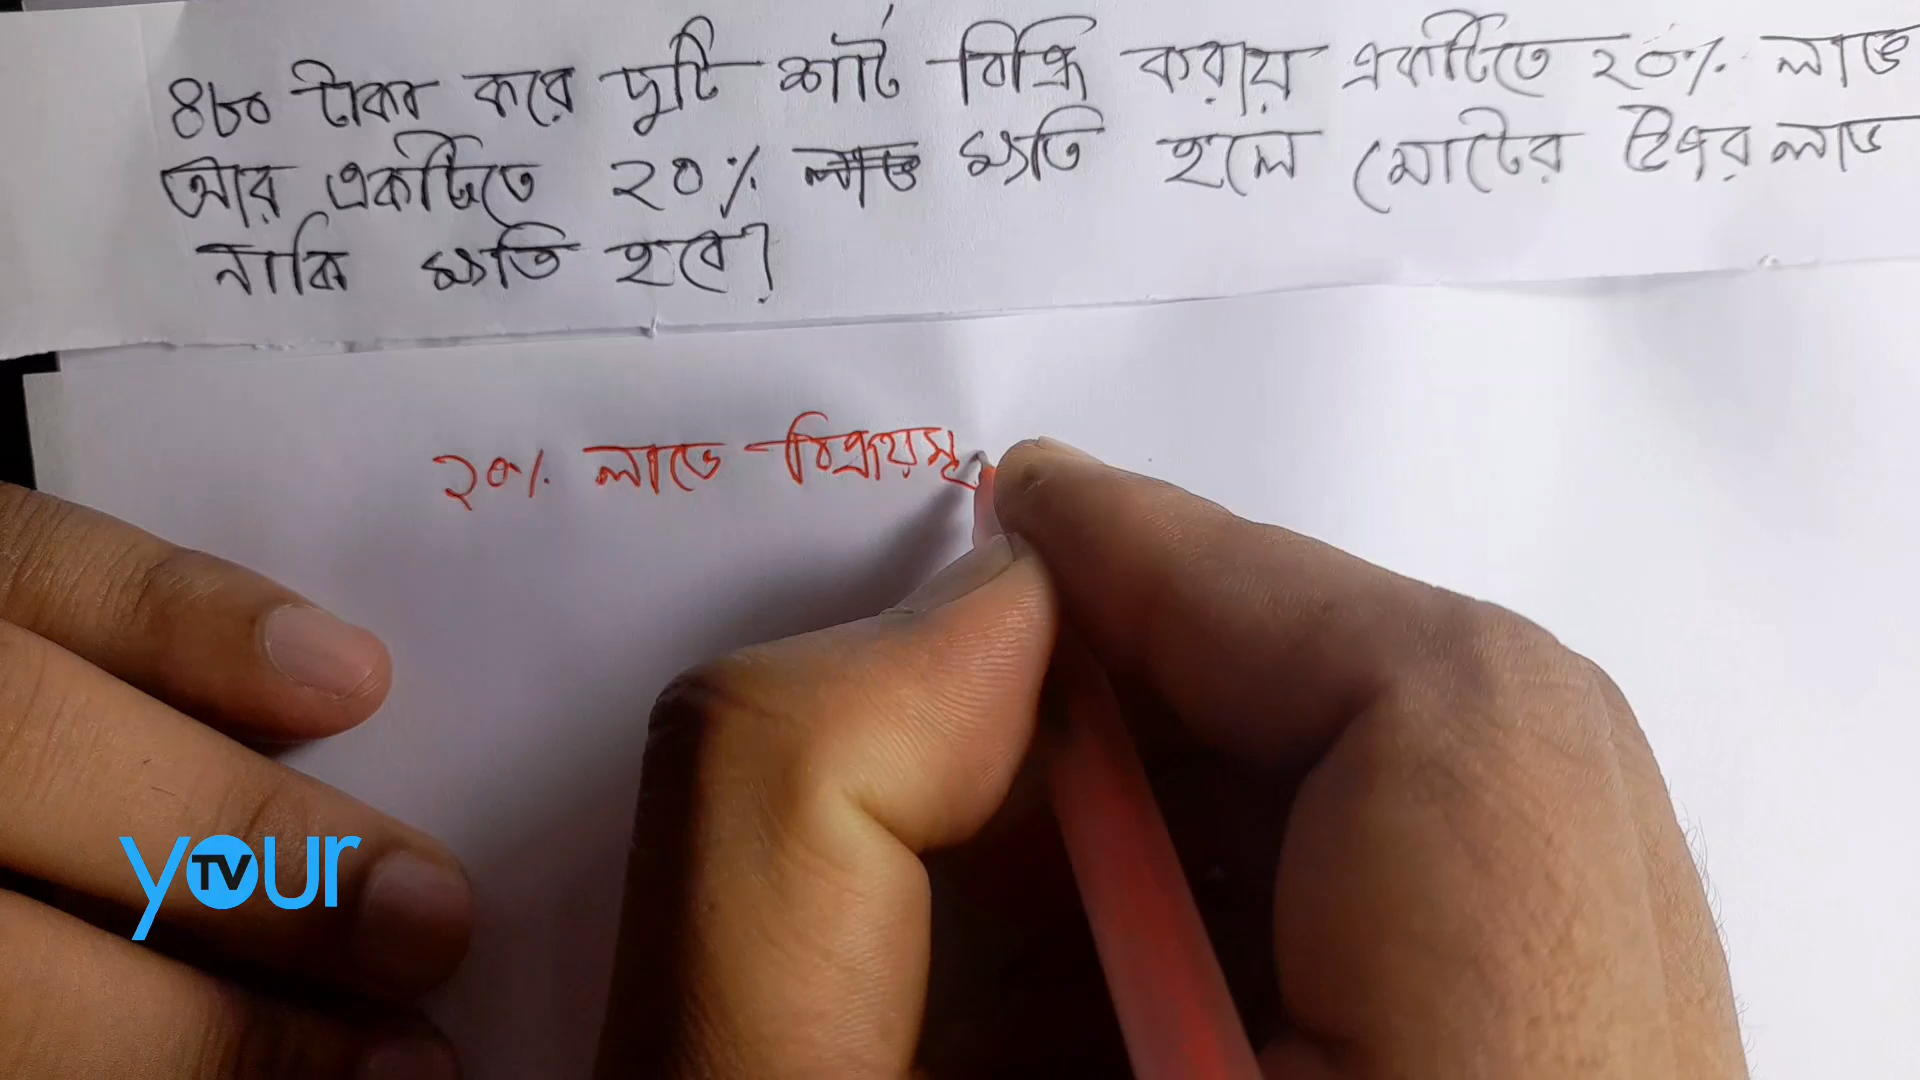 ৪৮০ টাকা করে দুটি শার্ট বিক্রি করায় একটিতে ২০% লাভ
আর একটিতে ২০% লাভ ক্ষতি হলে মোটের উপর লাভ
নাকি ক্ষতি হবে?
২০% লাভে বিক্রয়মূ
your
TV